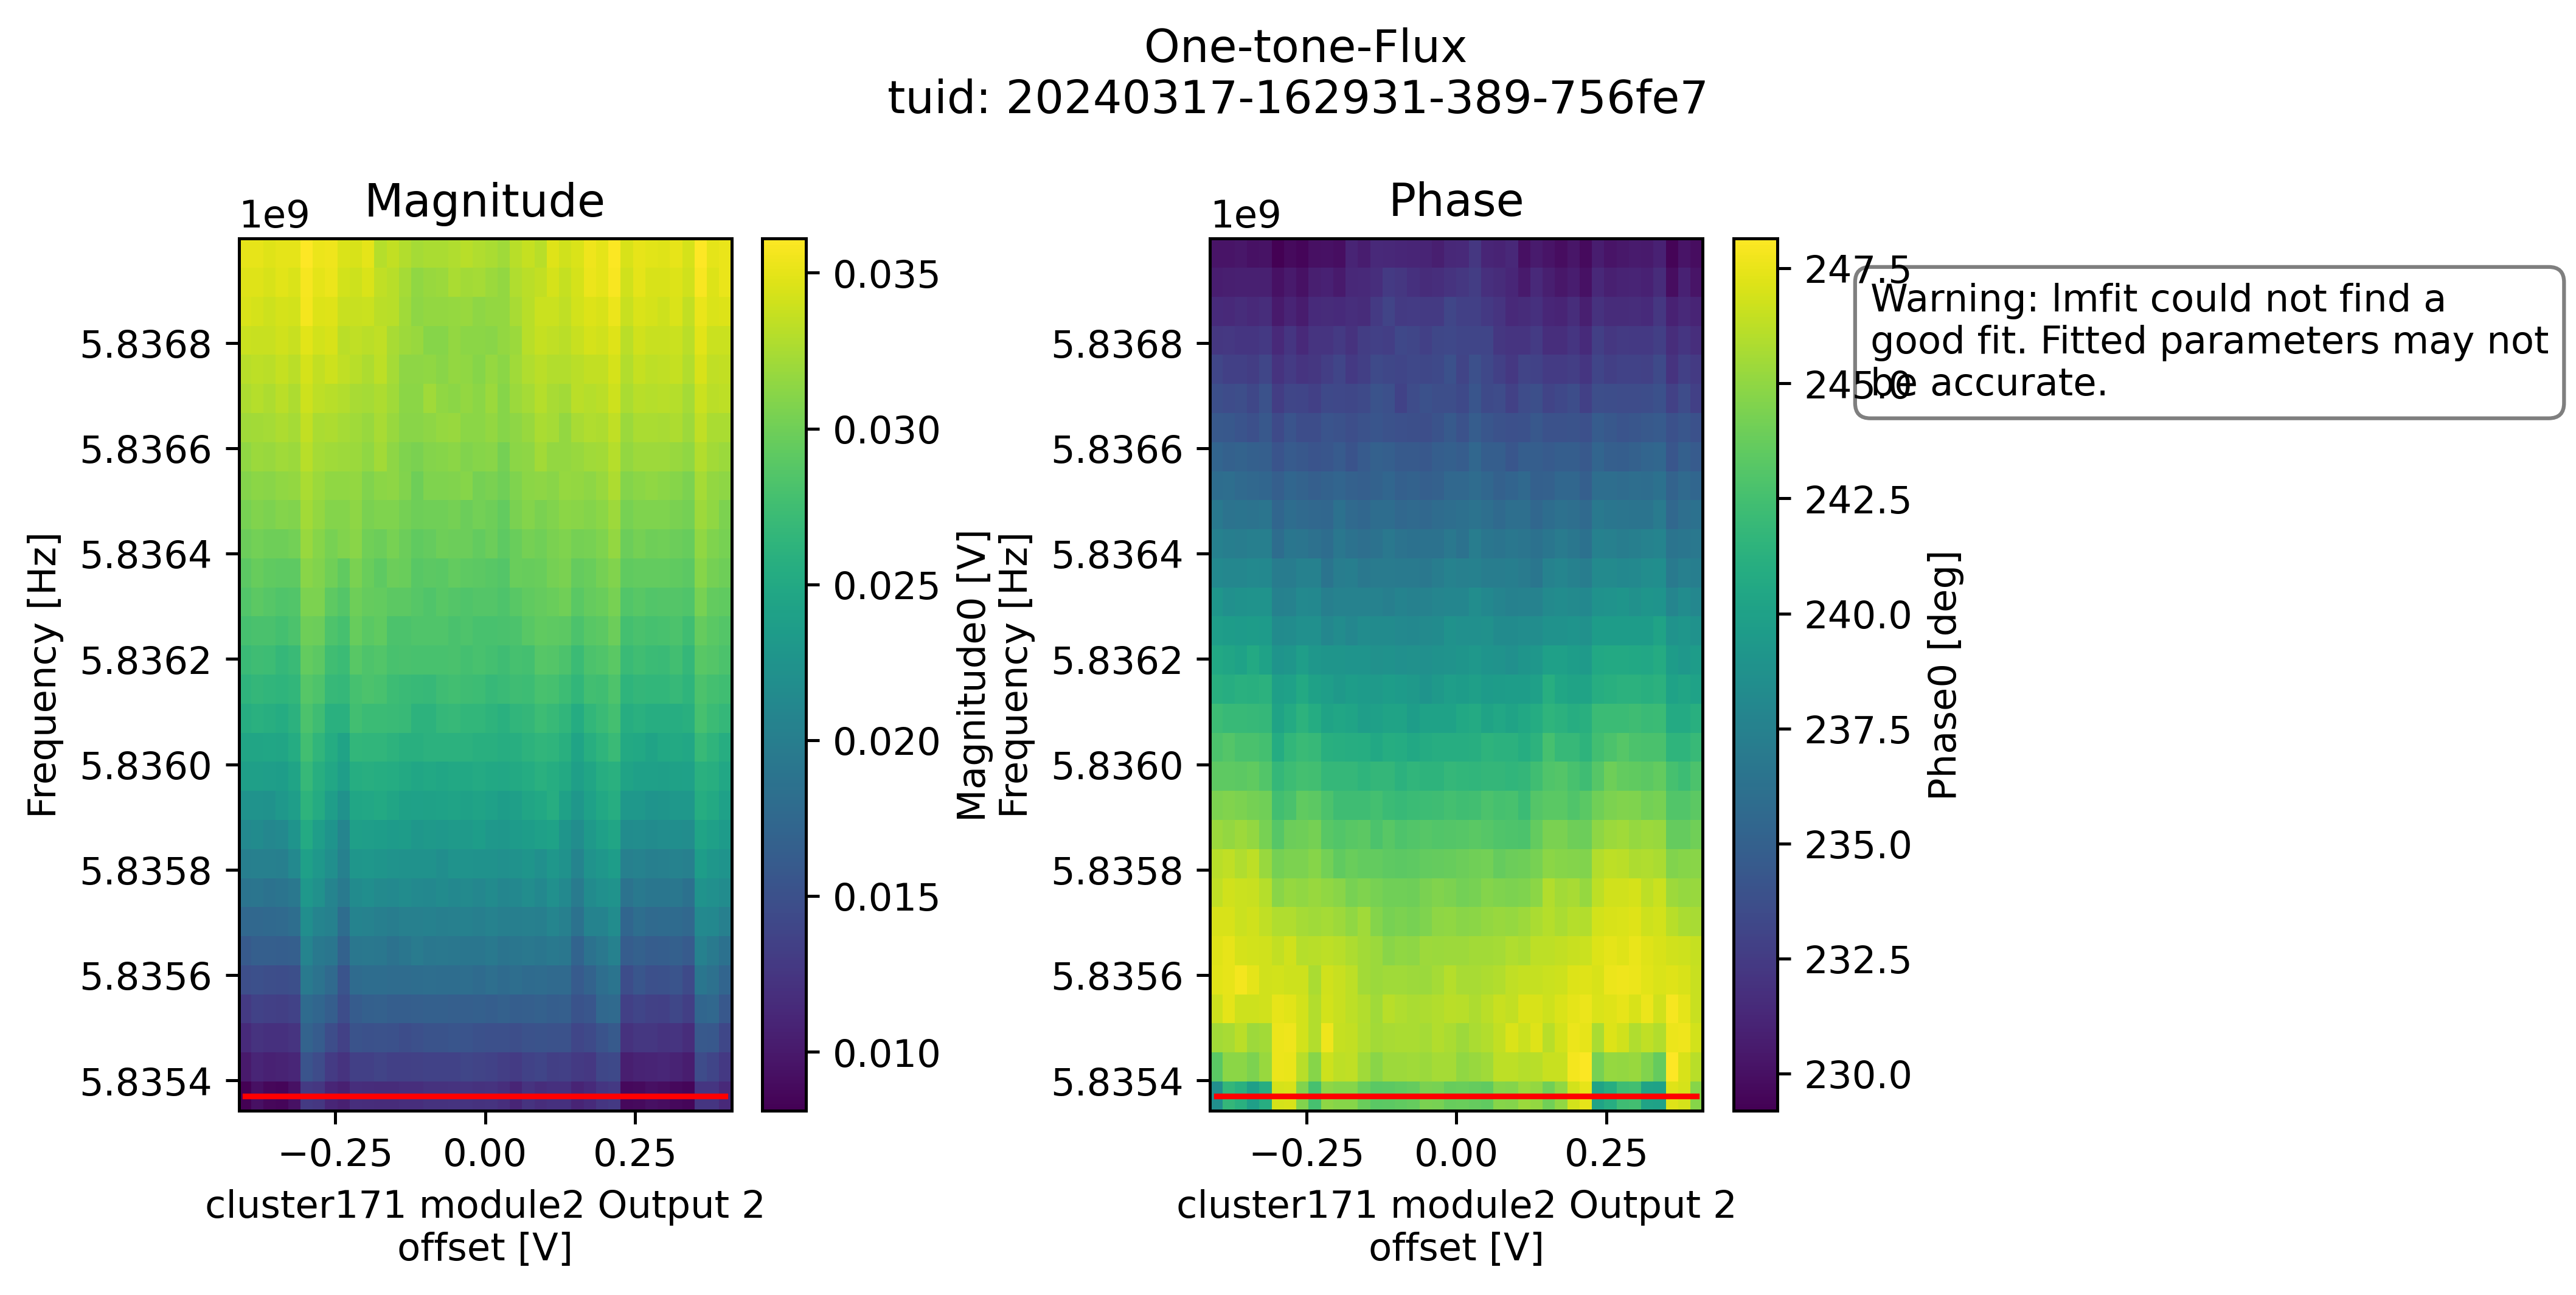 One-tone-Flux
tuid: 20240317-162931-389-756fe7
Magnitude
1e9
5.8368
5.8366
5.8364
5.8362
5.8360
5.8358
5.8356
5.8354
Frequency [Hz]
−0.25
0.00
0.25
cluster171 module2 Output 2
offset [V]
0.035
0.030
0.025
0.020
0.015
0.010
Magnitude0 [V]
Phase
1e9
5.8368
5.8366
5.8364
5.8362
5.8360
5.8358
5.8356
5.8354
Frequency [Hz]
−0.25
0.00
0.25
cluster171 module2 Output 2
offset [V]
247.5
245.0
242.5
240.0
237.5
235.0
232.5
230.0
Phase0 [deg]
Warning: lmfit could not find a
good fit. Fitted parameters may not
be accurate.